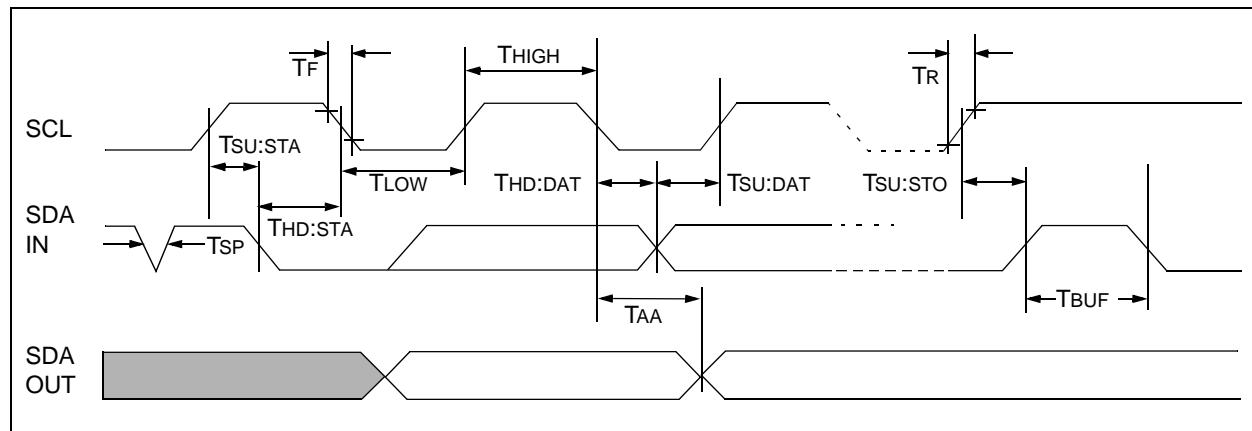 TF
THIGH
TR
SCL
TSU:STA
TLOW
THD:DAT
TSU:DAT
TSU:STO
SDA
IN
TSP
THD:STA
TAA
TBUF
SDA
OUT